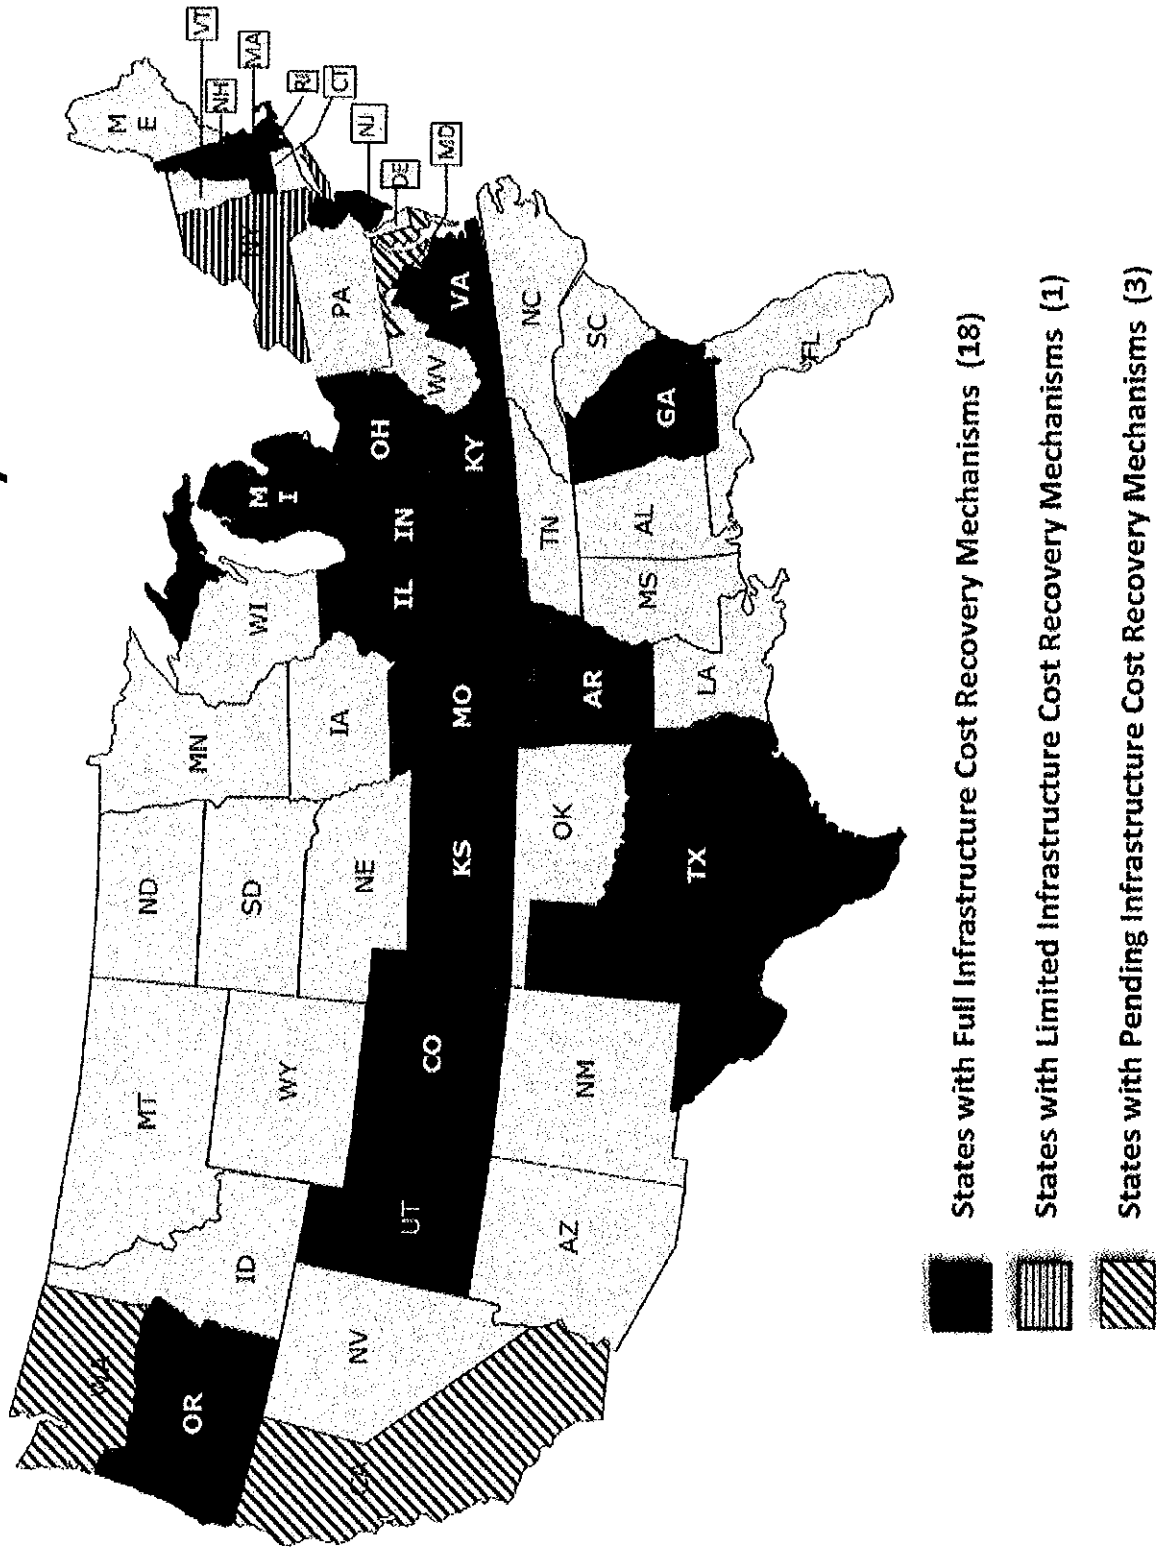 WA
OR
CA
ID
NV
MT
WY
UT
AZ
CO
NM
ND
SD
NE
KS
OK
TX
MN
IA
MO
AR
LA
WI
IL
MI
IN
OH
KY
TN
MS
AL
GA
FL
SC
NC
VA
WV
PA
NY
ME
VT
NH
MA
RI
CT
NJ
DE
MD
States with Full Infrastructure Cost Recovery Mechanisms (18)
States with Limited Infrastructure Cost Recovery Mechanisms (1)
States with Pending Infrastructure Cost Recovery Mechanisms (3)